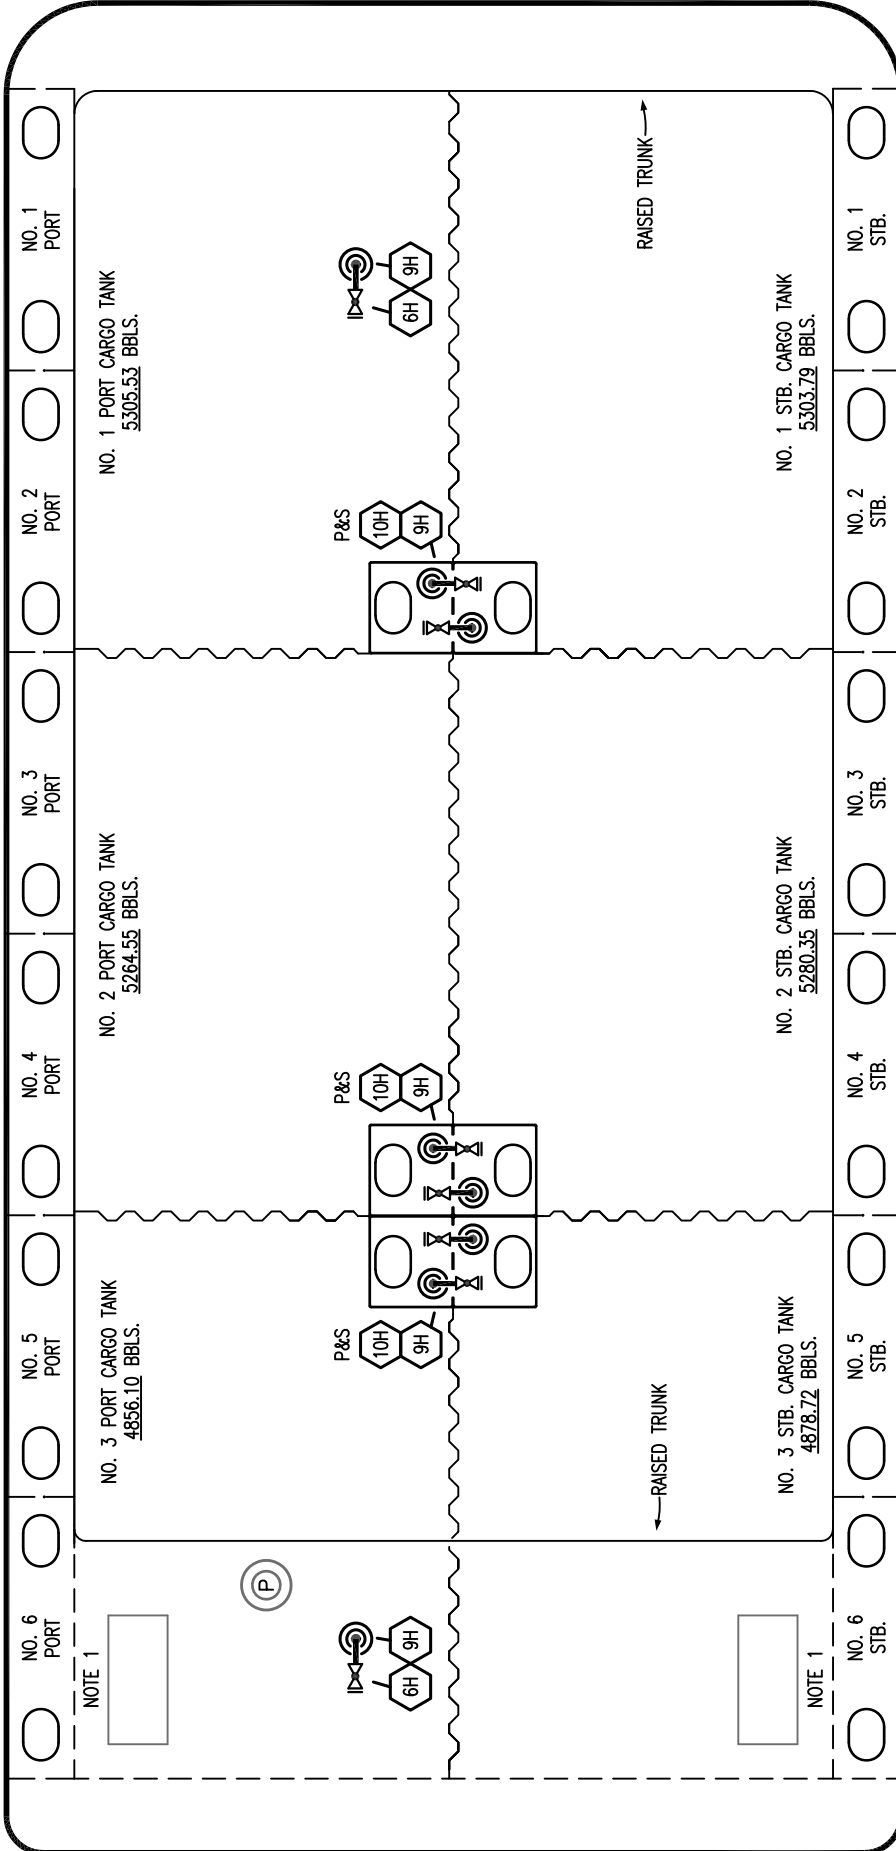 NO. 1
PORT
NO. 2
PORT
NO. 3
PORT
NO. 4
PORT
NO. 5
PORT
NO. 6
PORT
NO. 1 PORT CARGO TANK
5305.53 BBLS.
NO. 2 PORT CARGO TANK
5264.55 BBLS.
NO. 3 PORT CARGO TANK
4856.10 BBLS.
NOTE 1
P
6H
9H
P&S
10H
9H
P&S
10H
9H
P&S
10H
9H
6H
9H
RAISED TRUNK
RAISED TRUNK
NO. 1 STB. CARGO TANK
5303.79 BBLS.
NO. 2 STB. CARGO TANK
5280.35 BBLS.
NO. 3 STB. CARGO TANK
4878.72 BBLS.
NOTE 1
NO. 1
STB.
NO. 2
STB.
NO. 3
STB.
NO. 4
STB.
NO. 5
STB.
NO. 6
STB.